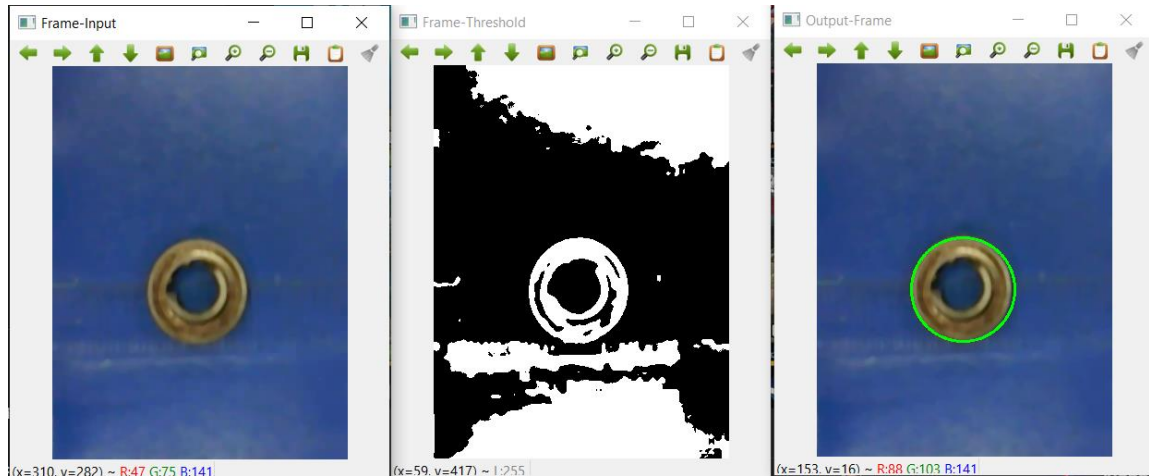 Frame-Input
Frame-Threshold
Output-Frame
(x=310, y=282) ~ R:47 G:75 B:141
(x=59, y=417) ~ L:255
(x=153, y=16) ~ R:88 G:103 B:141